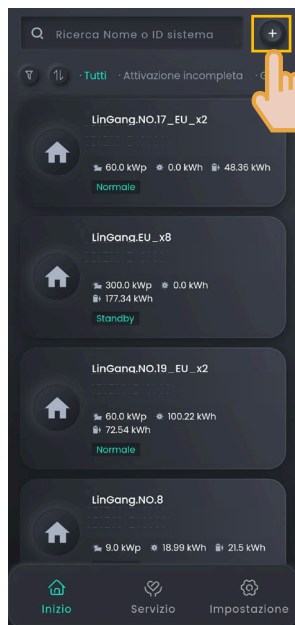 Ricerca Nome o ID sistema
· Tutti · Attivazione incompleta · G
LinGang.NO.17_EU_x2
60.0 kWp 0.0 kWh 48.36 kWh
Normale
LinGang.EU_x8
300.0 kWp 0.0 kWh
177.34 kWh
Standby
LinGang.NO.19_EU_x2
60.0 kWp 100.22 kWh
72.54 kWh
Normale
LinGang.NO.8
9.0 kWp 18.99 kWh 21.5 kWh
Inizio Servizio Impostazione